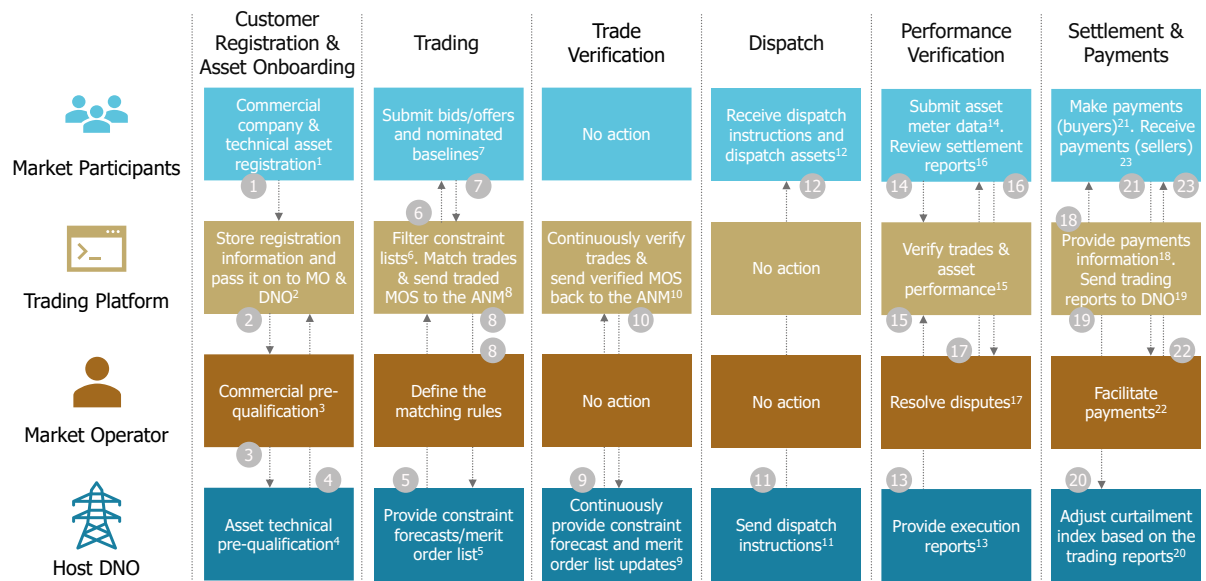 Customer
Registration &
Asset Onboarding
Trading
Trade
Verification
Dispatch
Performance
Verification
Settlement &
Payments
Market Participants
Commercial
company &
technical asset
registration¹
Submit bids/offers
and nominated
baselines⁷
No action
Receive dispatch
instructions and
dispatch assets¹²
Submit asset
meter data¹⁴.
Review settlement
reports¹⁶
Make payments
(buyers)²¹. Receive
payments (sellers)
²³
1
6
7
12
14
16
18
21
23
Trading Platform
Store registration
information and
pass it on to MO &
DNO²
Filter constraint
lists⁶. Match trades
& send traded
MOS to the ANM⁸
Continuously verify
trades &
send verified MOS
back to the ANM¹⁰
No action
Verify trades &
asset
performance¹⁵
Provide payments
information¹⁸.
Send trading
reports to DNO¹⁹
2
8
8
10
15
17
19
22
Market Operator
Commercial pre-
qualification³
Define the
matching rules
No action
No action
Resolve disputes¹⁷
Facilitate
payments²²
3
4
5
9
11
13
20
Host DNO
Asset technical
pre-qualification⁴
Provide constraint
forecasts/merit
order list⁵
Continuously
provide constraint
forecast and merit
order list updates⁹
Send dispatch
instructions¹¹
Provide execution
reports¹³
Adjust curtailment
index based on the
trading reports²⁰